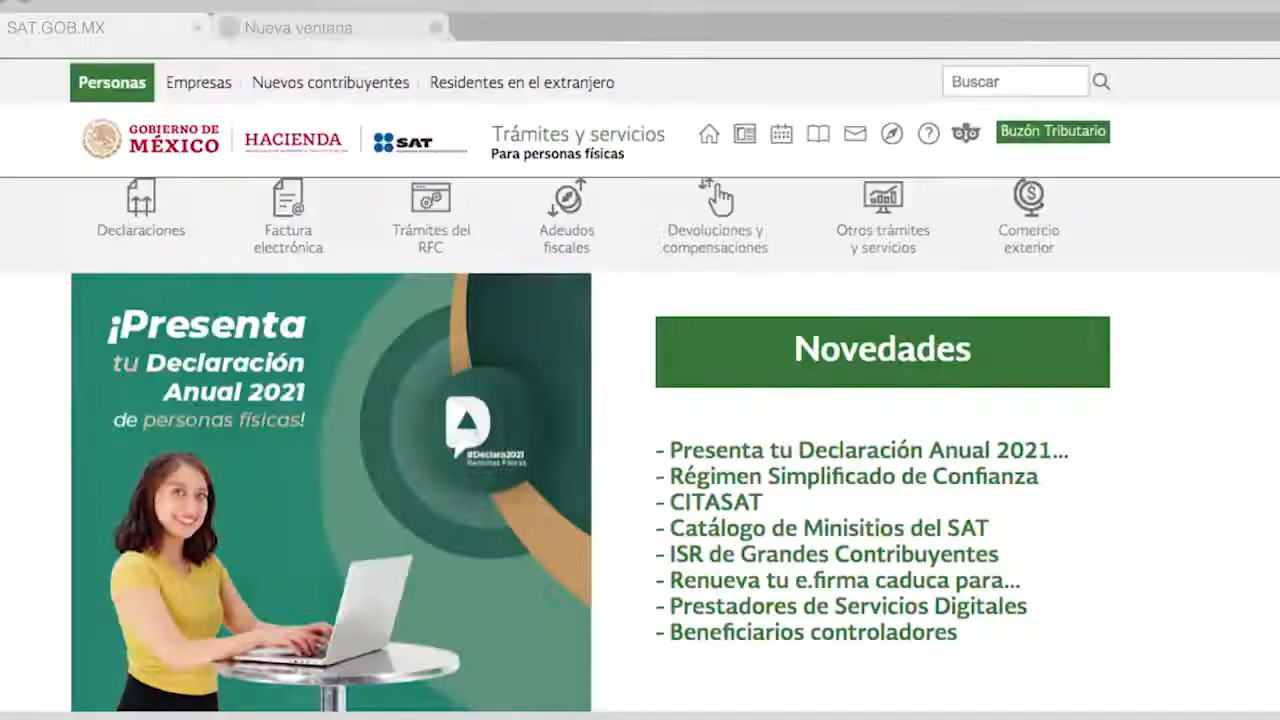 SAT.GOB.MX
Nueva ventana
Personas Empresas Nuevos contribuyentes Residentes en el extranjero
Buscar
GOBIERNO DE MÉXICO
HACIENDA
SAT
Trámites y servicios
Para personas físicas
Buzón Tributario
Declaraciones
Factura electrónica
Trámites del RFC
Adeudos fiscales
Devoluciones y compensaciones
Otros trámites y servicios
Comercio exterior
¡Presenta
tu Declaración
Anual 2021
de personas físicas!
#Declara2021
Personas Físicas
Novedades
- Presenta tu Declaración Anual 2021...
- Régimen Simplificado de Confianza
- CITASAT
- Catálogo de Minisitios del SAT
- ISR de Grandes Contribuyentes
- Renueva tu e.firma caduca para...
- Prestadores de Servicios Digitales
- Beneficiarios controladores